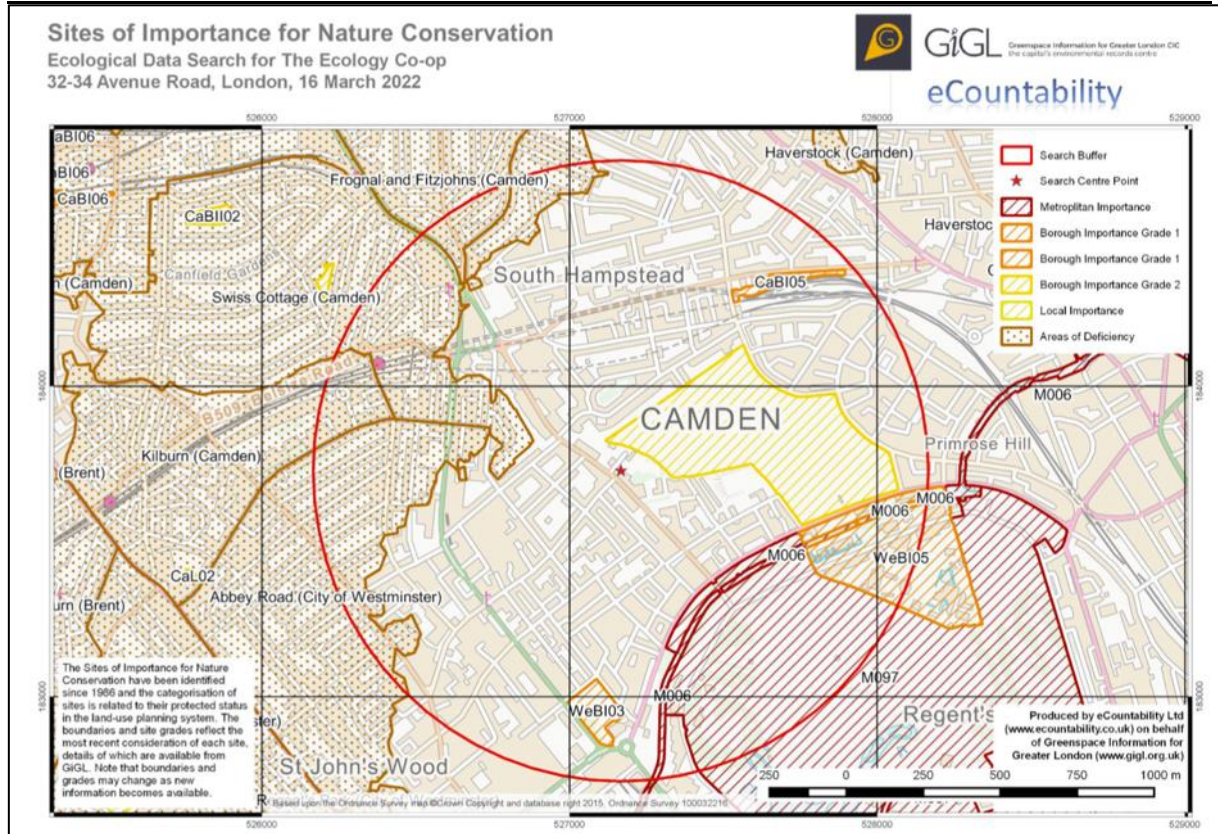 Sites of Importance for Nature Conservation
Ecological Data Search for The Ecology Co-op
32-34 Avenue Road, London, 16 March 2022
GiGL
Greenspace Information for Greater London CIC
the capital's environmental records centre
eCountability
526000
527000
528000
529000
CaBI06
CaBI06
Haverstock (Camden)
Frognal and Fitzjohns (Camden)
CaBII02
Haverstoc
South Hampstead
Canfield Gardens
CaBI05
Swiss Cottage (Camden)
(Camden)
184000
184000
M006
CAMDEN
Primrose Hill
Kilburn (Camden)
(Brent)
M006
M006
M006
WeBI05
CaL02
(Brent)
Abbey Road (City of Westminster)
M097
183000
183000
M006
WeBI03
Regent's
St John's Wood
Search Buffer
Search Centre Point
Metroplitan Importance
Borough Importance Grade 1
Borough Importance Grade 1
Borough Importance Grade 2
Local Importance
Areas of Deficiency
The Sites of Importance for Nature
Conservation have been identified
since 1986 and the categorisation of
sites is related to their protected status
in the land-use planning system. The
boundaries and site grades reflect the
most recent consideration of each site,
details of which are available from
GiGL. Note that boundaries and
grades may change as new
information becomes available.
Produced by eCountability Ltd
(www.ecountability.co.uk) on behalf
of Greenspace Information for
Greater London (www.gigl.org.uk)
250 0 250 500 750 1000 m
Based upon the Ordnance Survey map ©Crown Copyright and database right 2015. Ordnance Survey 100032216
526000
527000
528000
529000